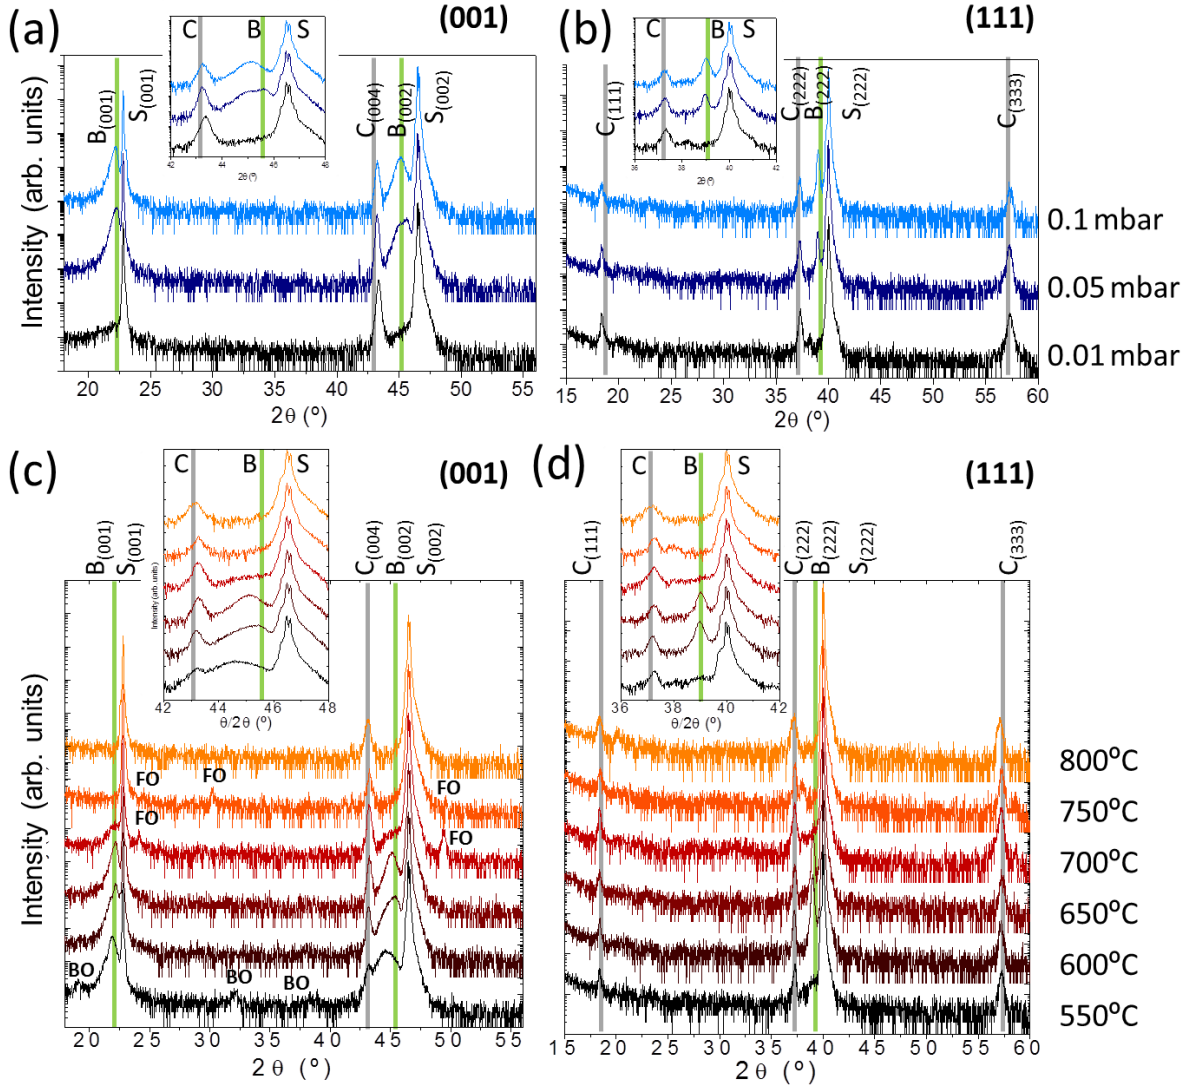 (a)
(001)
C B S
42 44 46 48
2θ (°)
B(001)
S(001)
C(004)
B(002)
S(002)
Intensity (arb. units)
20 25 30 35 40 45 50 55
2θ (°)
(b)
(111)
C B S
36 38 40 42
2θ (°)
C(111)
C(222)
B(222)
S(222)
C(333)
0.1 mbar
0.05 mbar
0.01 mbar
15 20 25 30 35 40 45 50 55 60
2θ (°)
(c)
(001)
C B S
Intensity (arb. units)
42 44 46 48
θ/2θ (°)
B(001)
S(001)
C(004)
B(002)
S(002)
Intensity (arb. units)
FO FO FO
FO FO
BO BO BO
20 25 30 35 40 45 50 55
2θ (°)
(d)
(111)
C B S
36 38 40 42
θ/2θ (°)
C(111)
C(222)
B(222)
S(222)
C(333)
800°C
750°C
700°C
650°C
600°C
550°C
15 20 25 30 35 40 45 50 55 60
2θ (°)